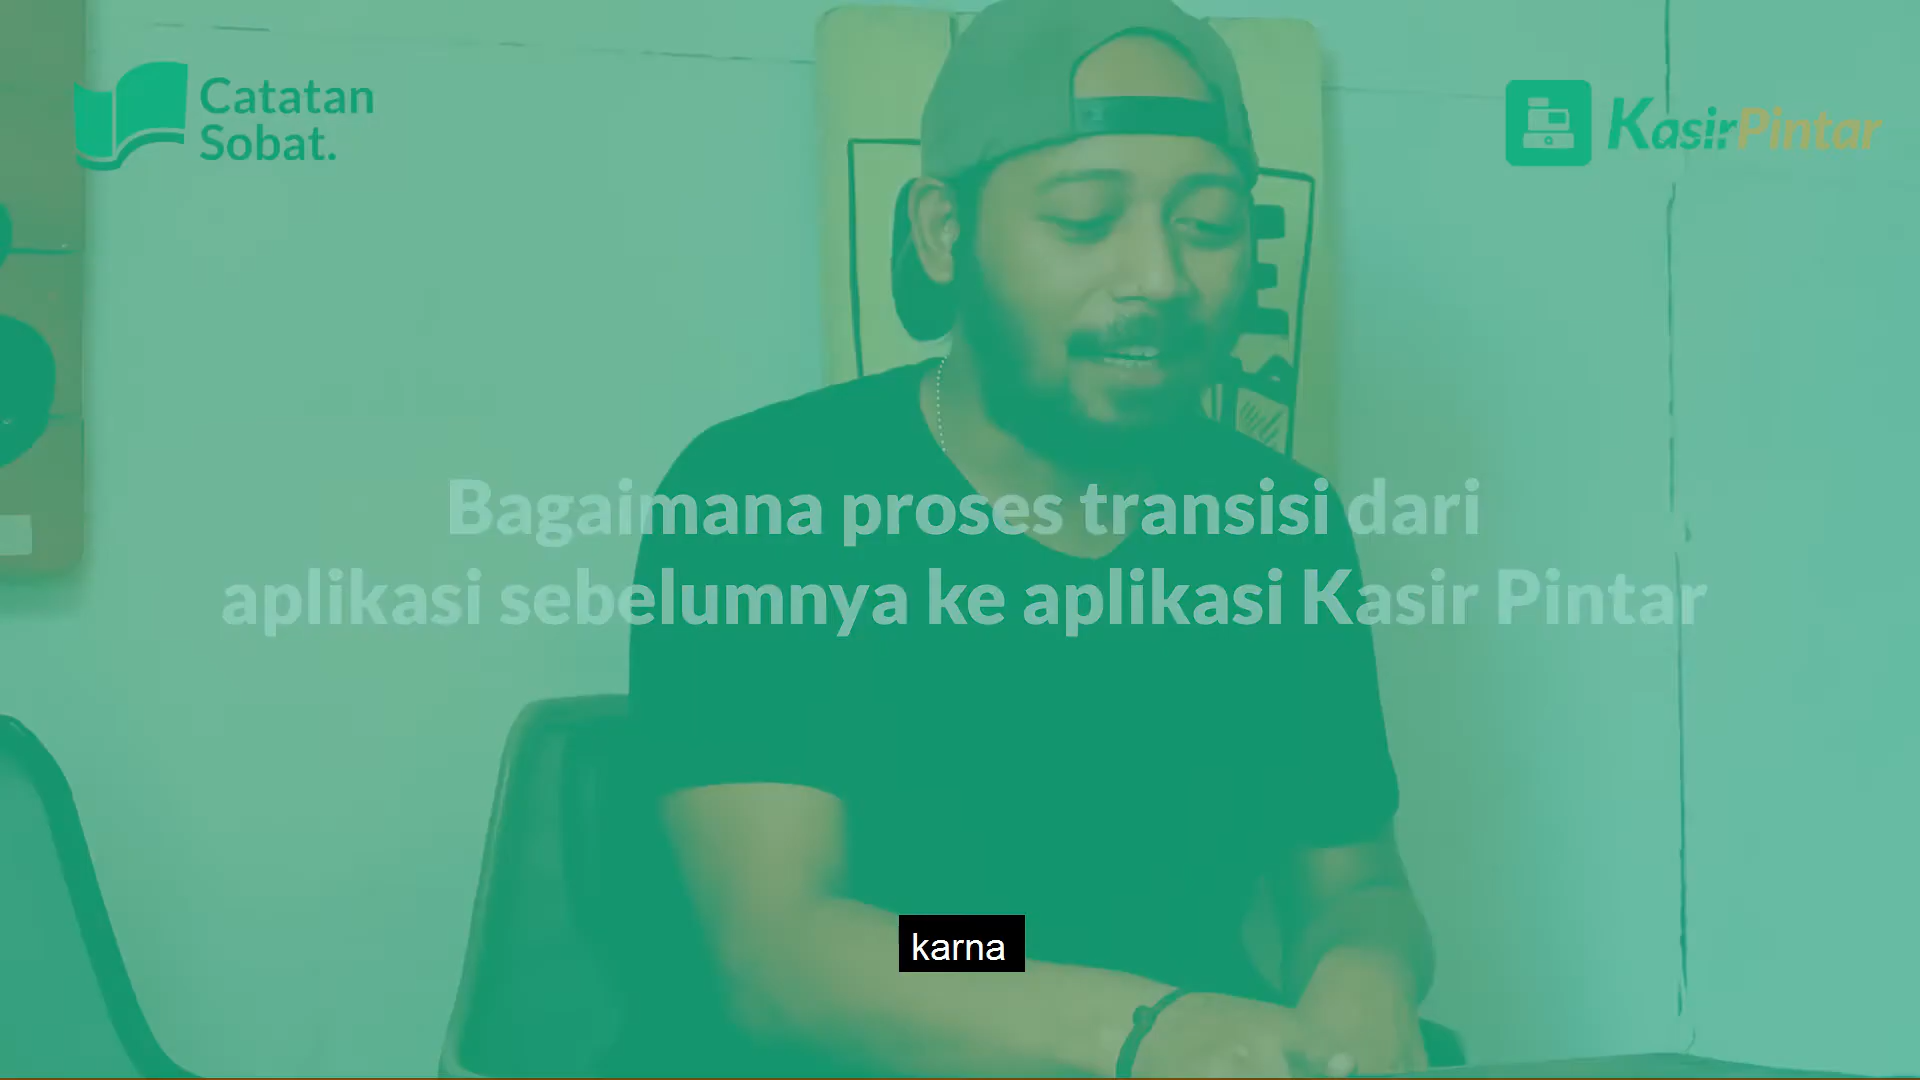 Catatan
Sobat.
KasirPintar
Bagaimana proses transisi dari
aplikasi sebelumnya ke aplikasi Kasir Pintar
karna